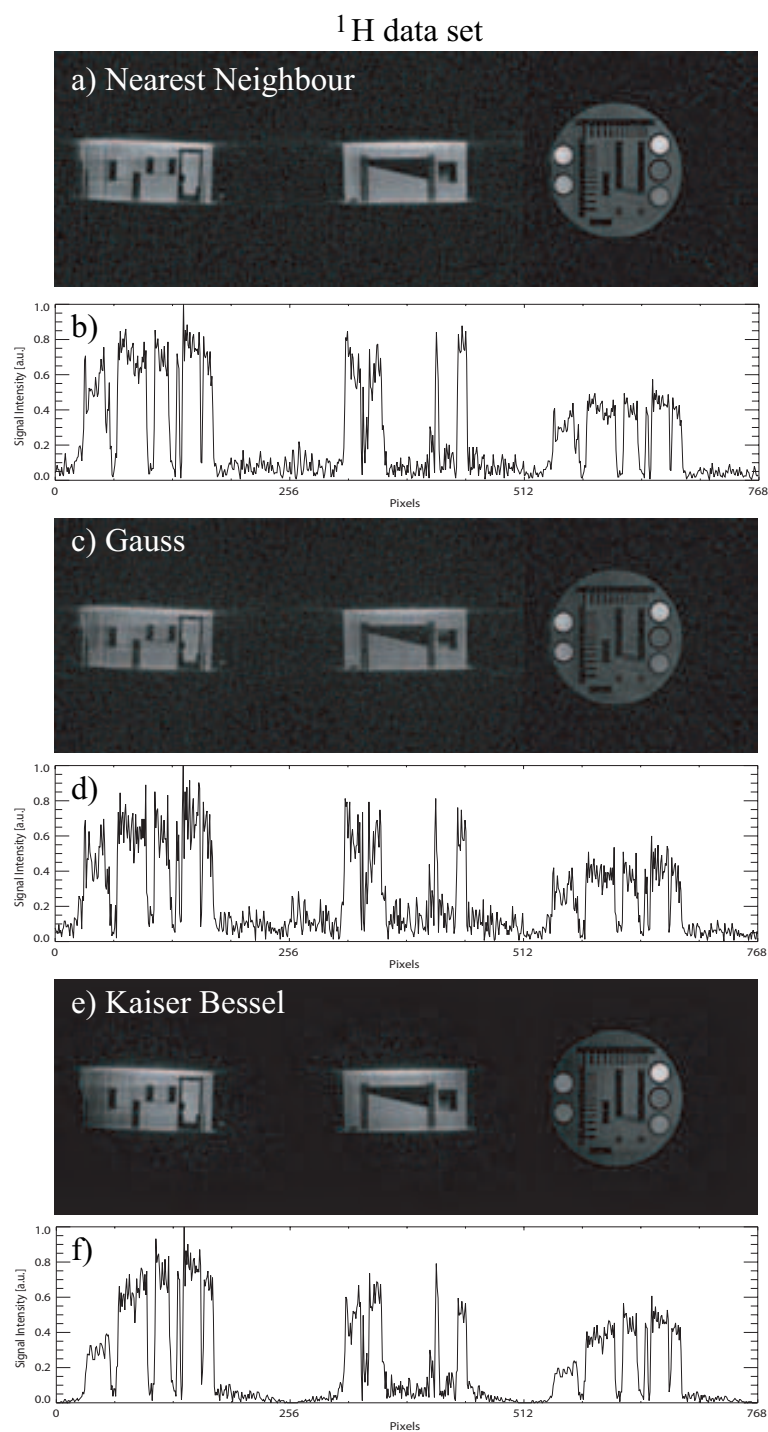 ¹H data set
a) Nearest Neighbour
b)
1.0
0.8
0.6
0.4
0.2
0.0
Signal Intensity [a.u.]
0 256 512 768
Pixels
c) Gauss
d)
1.0
0.8
0.6
0.4
0.2
0.0
Signal Intensity [a.u.]
0 256 512 768
Pixels
e) Kaiser Bessel
f)
1.0
0.8
0.6
0.4
0.2
0.0
Signal Intensity [a.u.]
0 256 512 768
Pixels